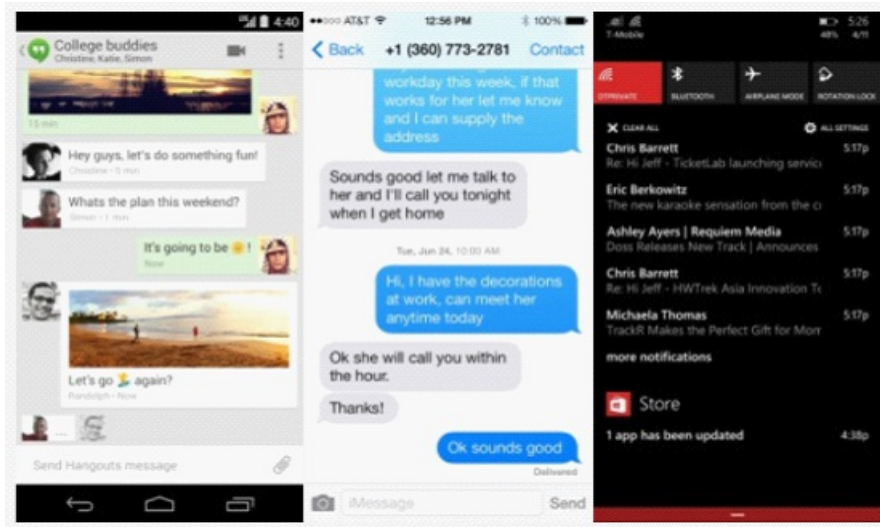 4:40
College buddies
Christine, Katie, Simon
15 min
Hey guys, let's do something fun!
Christine • 5 min
Whats the plan this weekend?
Simon • 1 min
It's going to be !
Now
Let's go again?
Randolph • Now
...
Send Hangouts message
AT&T 12:56 PM 100%
Back +1 (360) 773-2781 Contact
workday this week, if that
works for her let me know
and I can supply the
address
Sounds good let me talk to
her and I'll call you tonight
when I get home
Tue, Jun 24, 10:00 AM
Hi, I have the decorations
at work, can meet her
anytime today
Ok she will call you within
the hour.
Thanks!
Ok sounds good
Delivered
iMessage Send
5:26
T-Mobile 48% 4/11
DTPRIVATE BLUETOOTH AIRPLANE MODE ROTATION LOCK
CLEAR ALL ALL SETTINGS
Chris Barrett 5:17p
Re: Hi Jeff - TicketLab launching servic
Eric Berkowitz 5:17p
The new karaoke sensation from the
Ashley Ayers | Requiem Media 5:17p
Doss Releases New Track | Announces
Chris Barrett 5:17p
Re: Hi Jeff - HWTrek Asia Innovation
Michaela Thomas 5:17p
TrackR Makes the Perfect Gift for Mom
more notifications
Store
1 app has been updated 4:38p